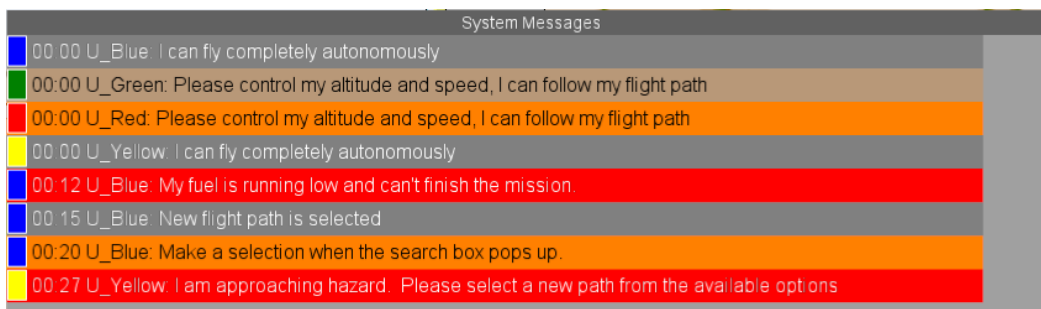 System Messages
00:00 U_Blue: I can fly completely autonomously
00:00 U_Green: Please control my altitude and speed, I can follow my flight path
00:00 U_Red: Please control my altitude and speed, I can follow my flight path
00:00 U_Yellow: I can fly completely autonomously
00:12 U_Blue: My fuel is running low and can't finish the mission.
00:15 U_Blue: New flight path is selected
00:20 U_Blue: Make a selection when the search box pops up.
00:27 U_Yellow: I am approaching hazard.  Please select a new path from the available options